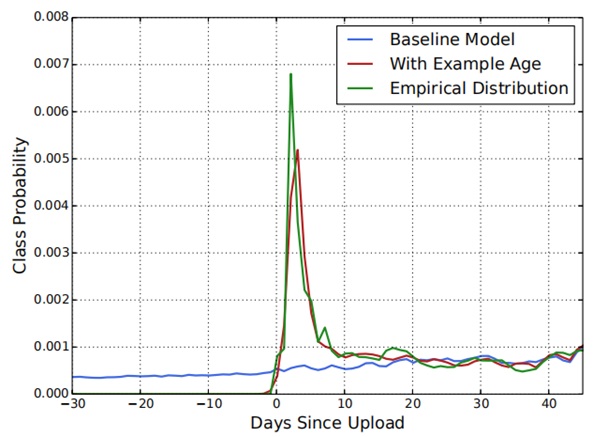 0.008
0.007
0.006
0.005
0.004
0.003
0.002
0.001
0.000
Class Probability
Baseline Model
With Example Age
Empirical Distribution
−30 −20 −10 0 10 20 30 40
Days Since Upload